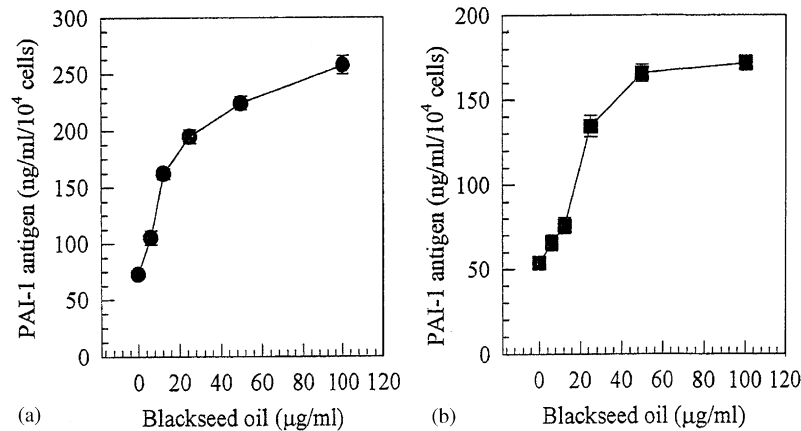 300
250
200
150
100
50
0
PAI-1 antigen (ng/ml/10⁴ cells)
0 20 40 60 80 100 120
(a) Blackseed oil (µg/ml)
200
150
100
50
0
PAI-1 antigen (ng/ml/10⁴ cells)
0 20 40 60 80 100 120
(b) Blackseed oil (µg/ml)